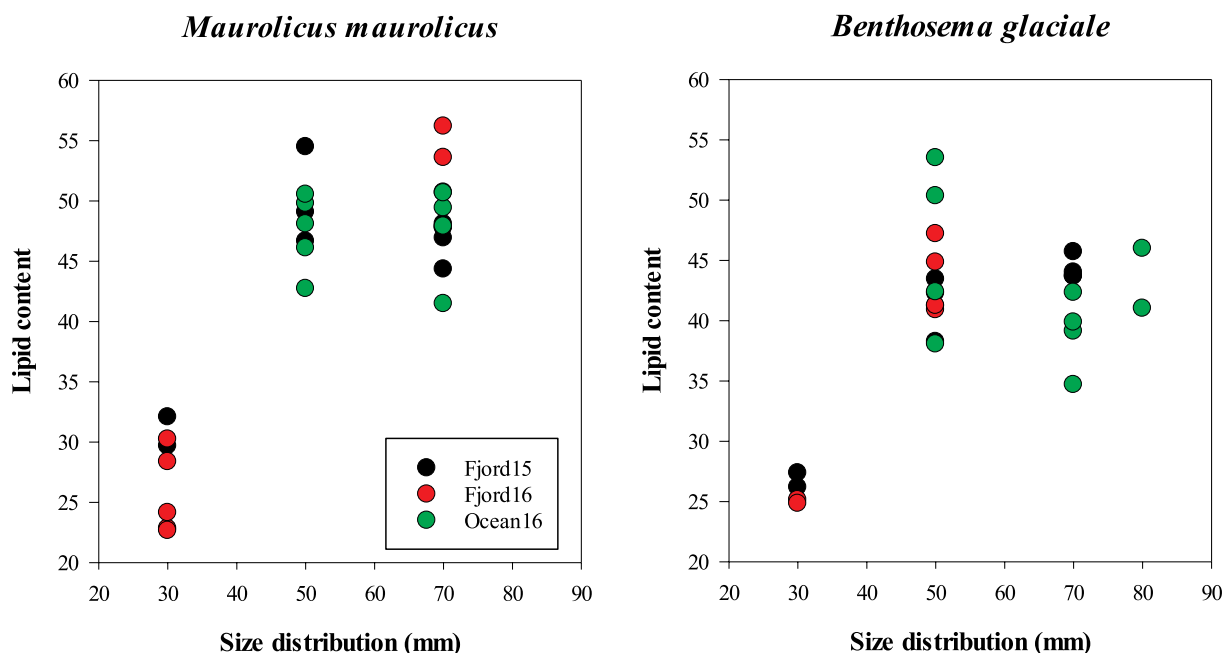 Maurolicus maurolicus
60
55
50
45
40
35
30
25
20
20 30 40 50 60 70 80 90
Lipid content
Size distribution (mm)
Fjord15
Fjord16
Ocean16
Benthosema glaciale
60
55
50
45
40
35
30
25
20
20 30 40 50 60 70 80 90
Lipid content
Size distribution (mm)